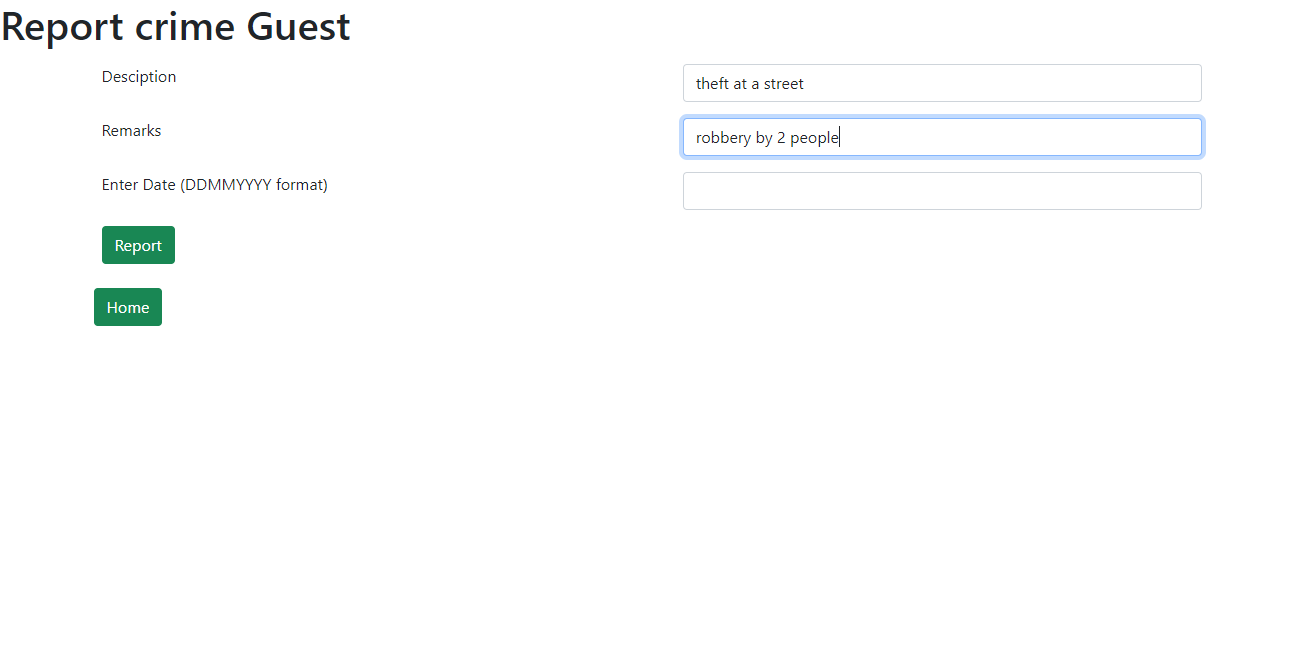 Report crime Guest
Desciption
theft at a street
Remarks
robbery by 2 people
Enter Date (DDMMYYYY format)
Report
Home